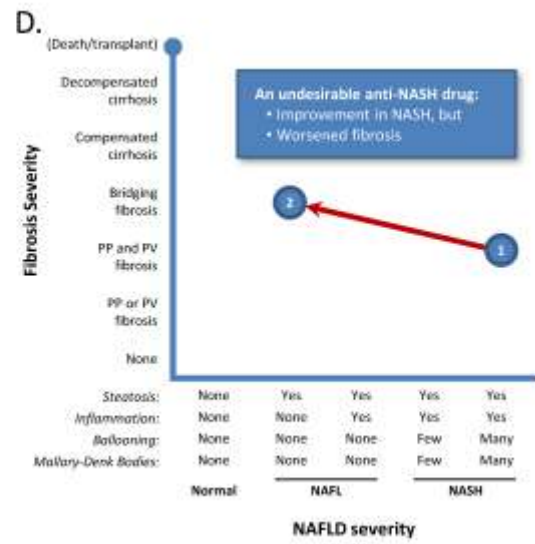 D.
(Death/transplant)
Decompensated
cirrhosis
Compensated
cirrhosis
Bridging
fibrosis
PP and PV
fibrosis
PP or PV
fibrosis
None
Fibrosis Severity
An undesirable anti-NASH drug:
• Improvement in NASH, but
• Worsened fibrosis
2
1
Steatosis: None Yes Yes Yes Yes
Inflammation: None None Yes Yes Yes
Ballooning: None None None Few Many
Mallary-Denk Bodies: None None None Few Many
Normal NAFL NASH
NAFLD severity